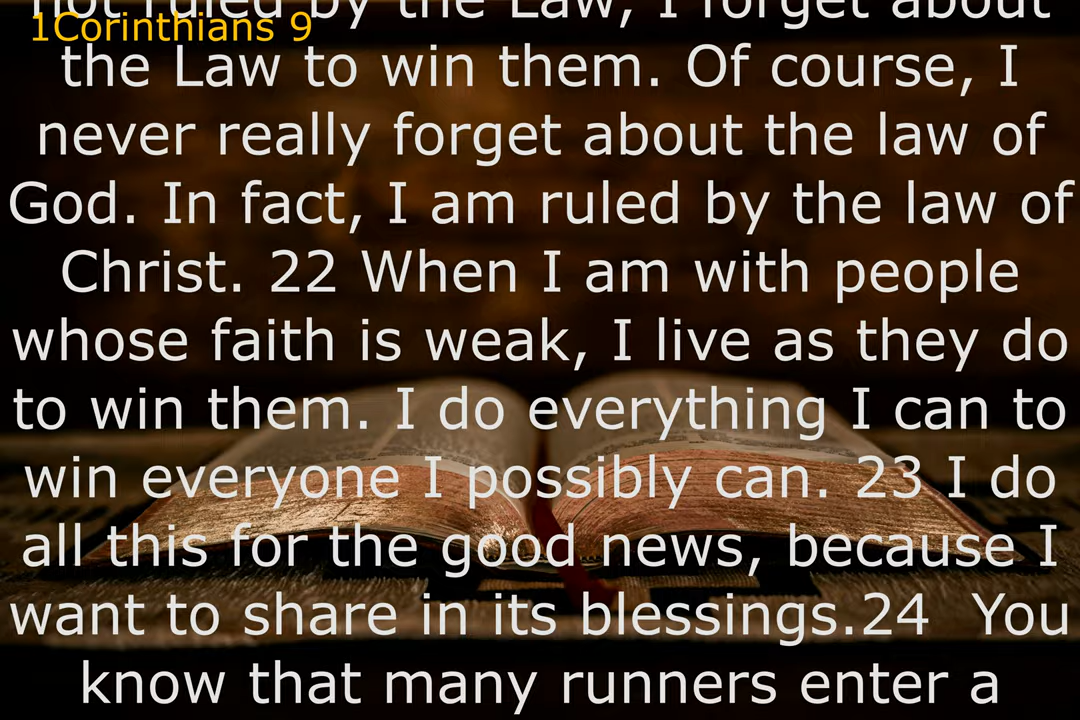 not ruled by the Law, I forget about
1Corinthians 9
the Law to win them. Of course, I
never really forget about the law of
God. In fact, I am ruled by the law of
Christ. 22 When I am with people
whose faith is weak, I live as they do
to win them. I do everything I can to
win everyone I possibly can. 23 I do
all this for the good news, because I
want to share in its blessings.24  You
know that many runners enter a